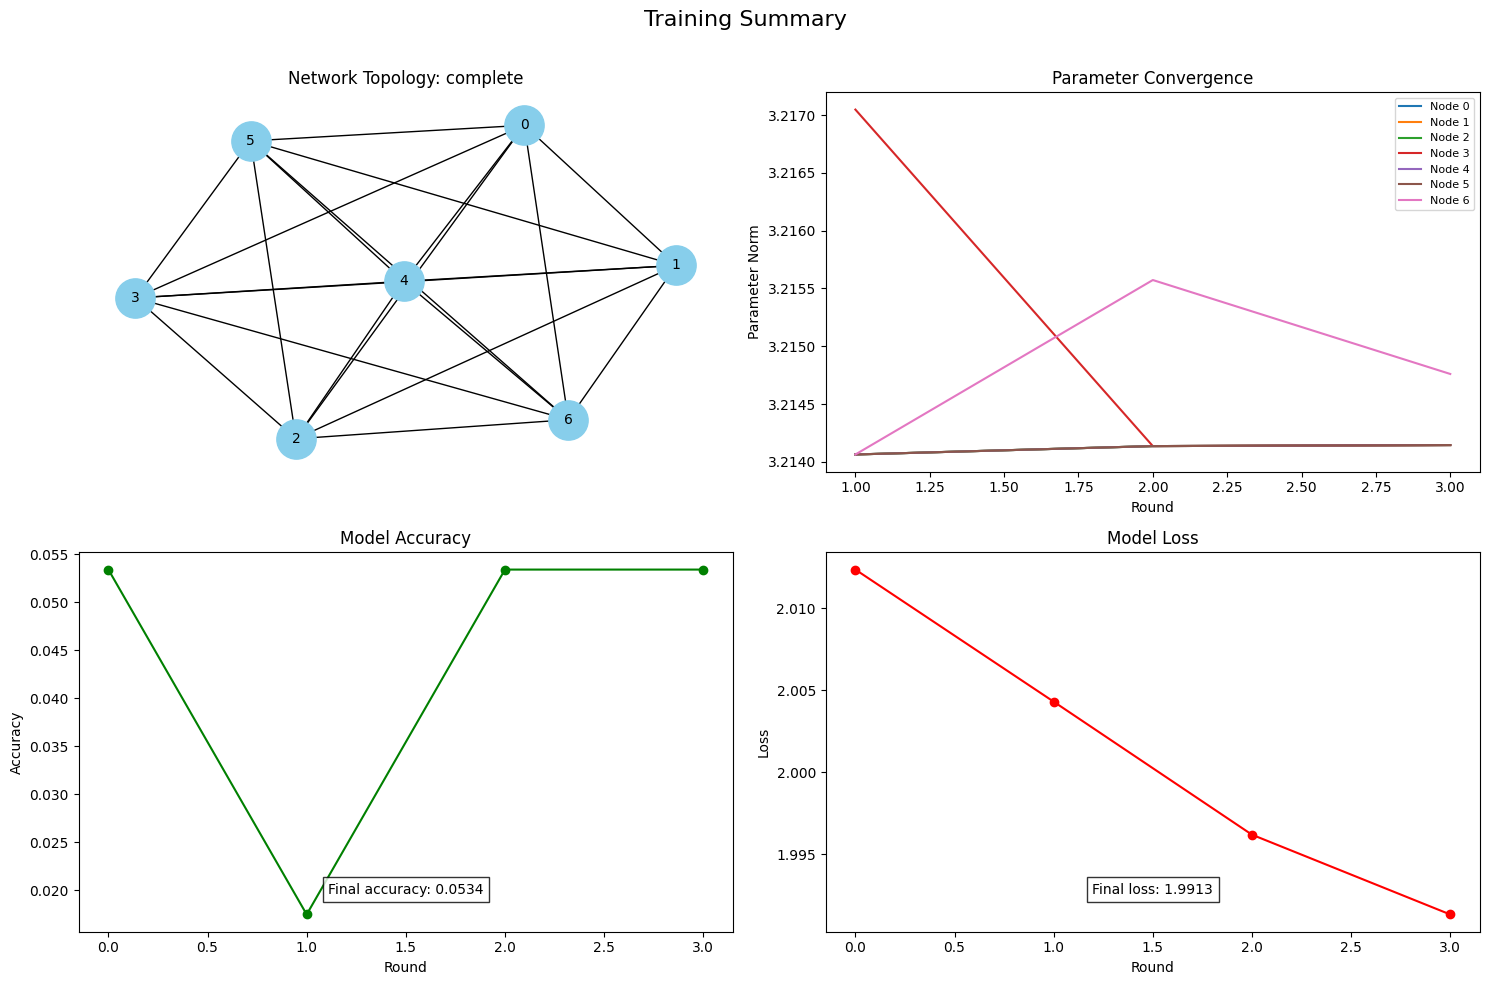 Training Summary
Network Topology: complete
0
5
1
4
3
6
2
Parameter Convergence
Node 0
Node 1
Node 2
Node 3
Node 4
Node 5
Node 6
Parameter Norm
3.2170
3.2165
3.2160
3.2155
3.2150
3.2145
3.2140
1.00 1.25 1.50 1.75 2.00 2.25 2.50 2.75 3.00
Round
Model Accuracy
Accuracy
0.055
0.050
0.045
0.040
0.035
0.030
0.025
0.020
Final accuracy: 0.0534
0.0 0.5 1.0 1.5 2.0 2.5 3.0
Round
Model Loss
Loss
2.010
2.005
2.000
1.995
Final loss: 1.9913
0.0 0.5 1.0 1.5 2.0 2.5 3.0
Round